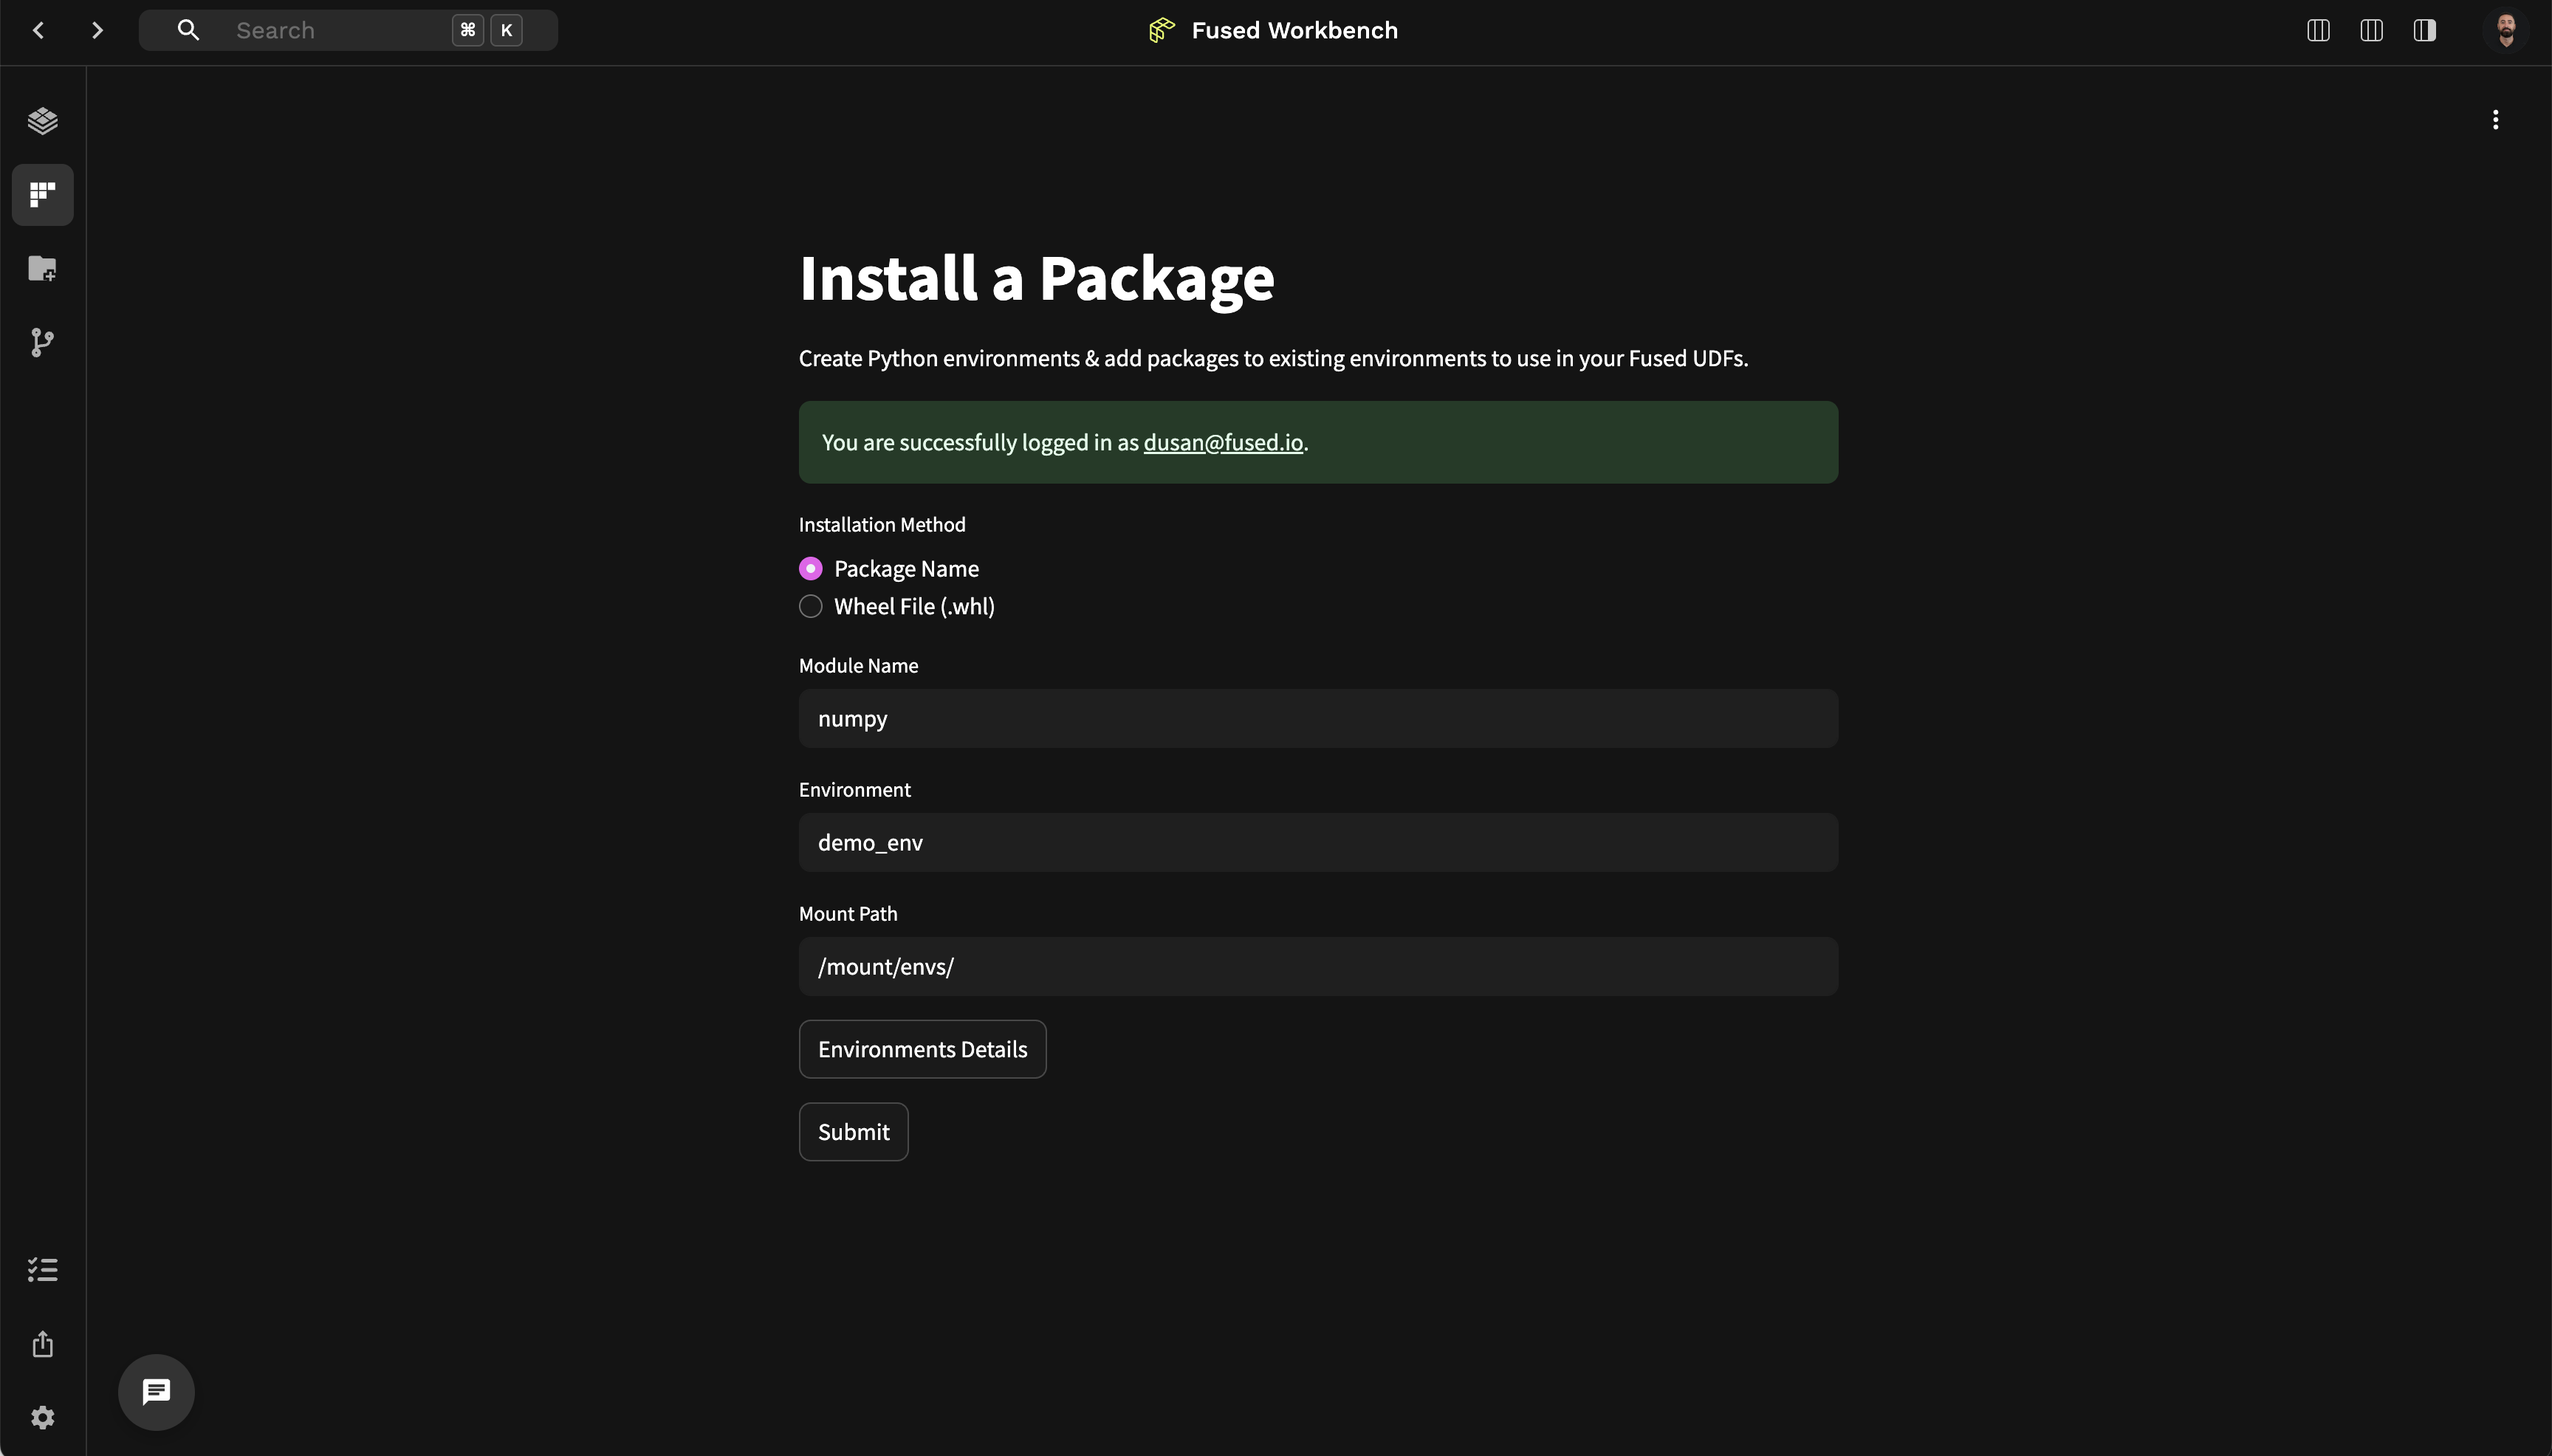 Search ⌘ K
Fused Workbench
Install a Package
Create Python environments & add packages to existing environments to use in your Fused UDFs.
You are successfully logged in as dusan@fused.io.
Installation Method
Package Name
Wheel File (.whl)
Module Name
numpy
Environment
demo_env
Mount Path
/mount/envs/
Environments Details
Submit